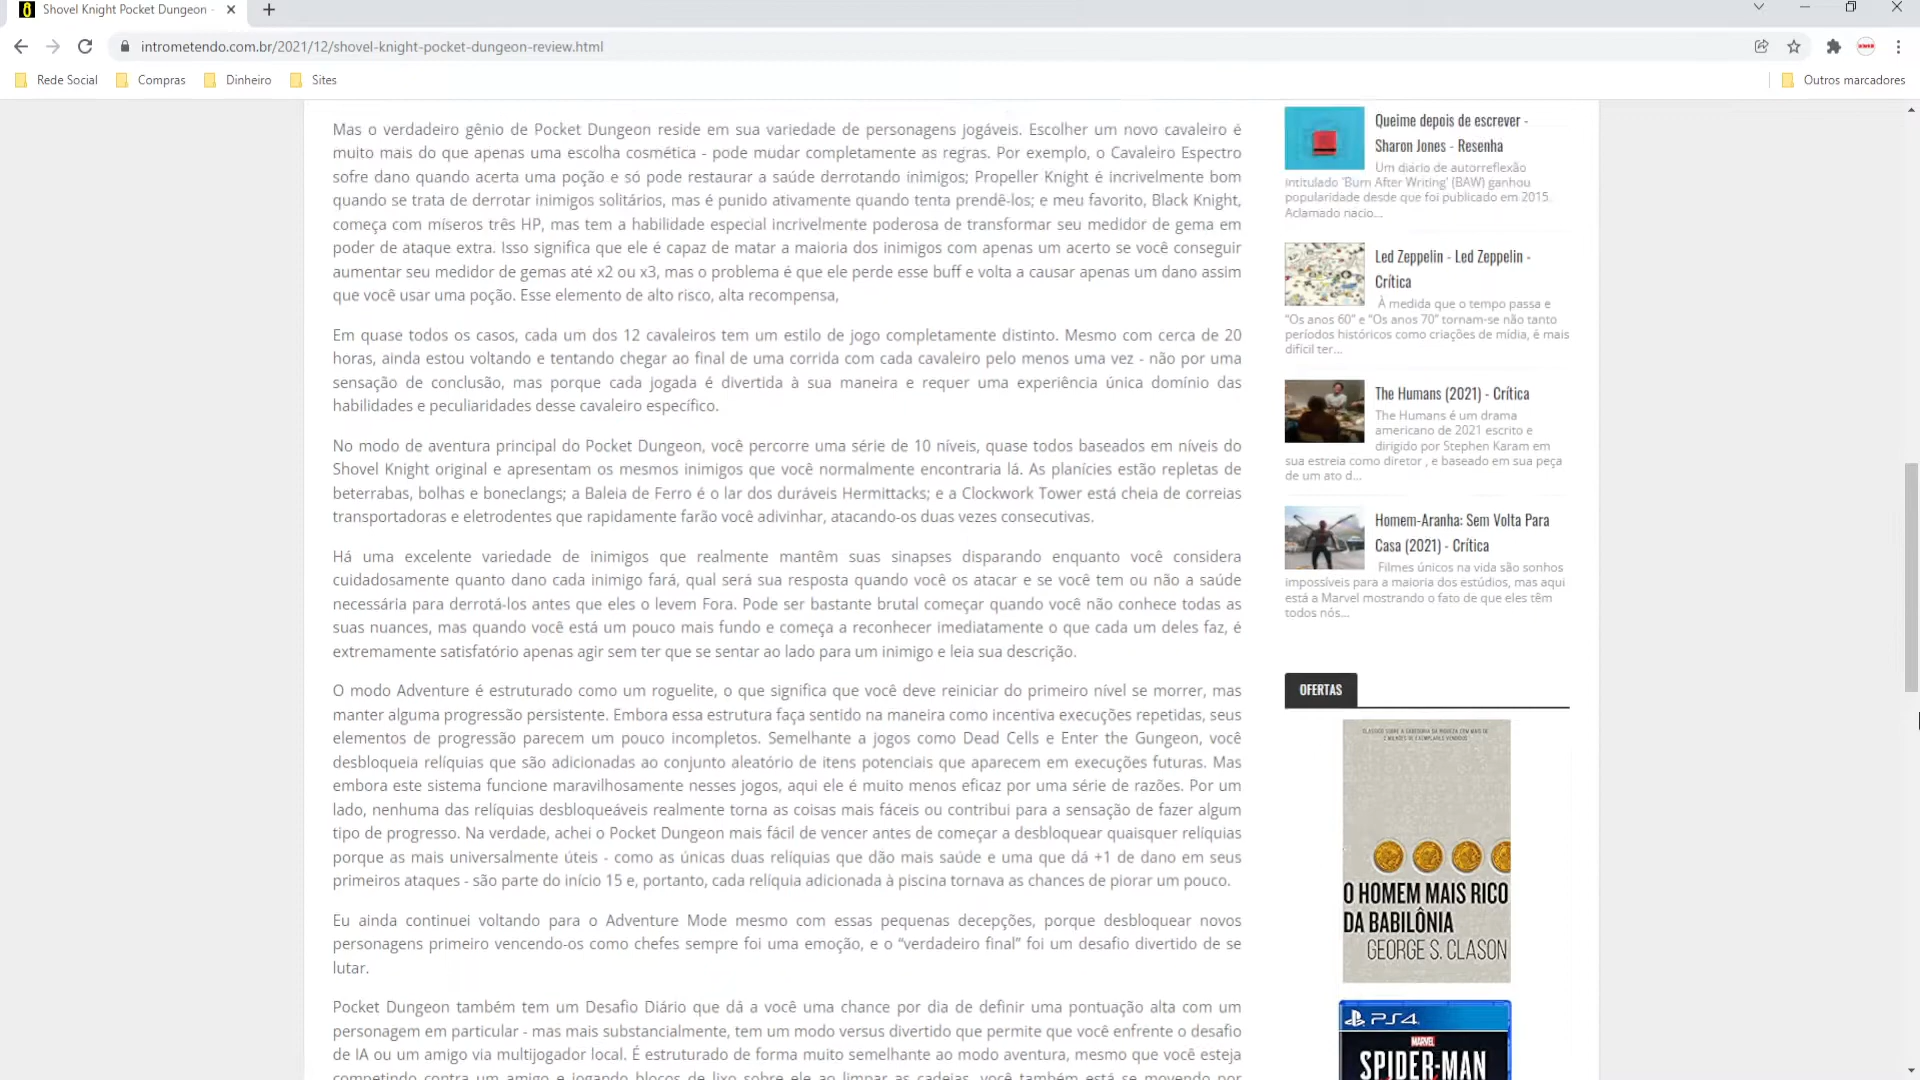 Shovel Knight Pocket Dungeon -
intrometendo.com.br/2021/12/shovel-knight-pocket-dungeon-review.html
Rede Social
Compras
Dinheiro
Sites
Outros marcadores
Mas o verdadeiro gênio de Pocket Dungeon reside em sua variedade de personagens jogáveis. Escolher um novo cavaleiro é
muito mais do que apenas uma escolha cosmética - pode mudar completamente as regras. Por exemplo, o Cavaleiro Espectro
sofre dano quando acerta uma poção e só pode restaurar a saúde derrotando inimigos; Propeller Knight é incrivelmente bom
quando se trata de derrotar inimigos solitários, mas é punido ativamente quando tenta prendê-los; e meu favorito, Black Knight,
começa com míseros três HP, mas tem a habilidade especial incrivelmente poderosa de transformar seu medidor de gema em
poder de ataque extra. Isso significa que ele é capaz de matar a maioria dos inimigos com apenas um acerto se você conseguir
aumentar seu medidor de gemas até x2 ou x3, mas o problema é que ele perde esse buff e volta a causar apenas um dano assim
que você usar uma poção. Esse elemento de alto risco, alta recompensa,
Em quase todos os casos, cada um dos 12 cavaleiros tem um estilo de jogo completamente distinto. Mesmo com cerca de 20
horas, ainda estou voltando e tentando chegar ao final de uma corrida com cada cavaleiro pelo menos uma vez - não por uma
sensação de conclusão, mas porque cada jogada é divertida à sua maneira e requer uma experiência única domínio das
habilidades e peculiaridades desse cavaleiro específico.
No modo de aventura principal do Pocket Dungeon, você percorre uma série de 10 níveis, quase todos baseados em níveis do
Shovel Knight original e apresentam os mesmos inimigos que você normalmente encontraria lá. As planícies estão repletas de
beterrabas, bolhas e boneclangs; a Baleia de Ferro é o lar dos duráveis Hermittacks; e a Clockwork Tower está cheia de correias
transportadoras e eletrodentes que rapidamente farão você adivinhar, atacando-os duas vezes consecutivas.
Há uma excelente variedade de inimigos que realmente mantêm suas sinapses disparando enquanto você considera
cuidadosamente quanto dano cada inimigo fará, qual será sua resposta quando você os atacar e se você tem ou não a saúde
necessária para derrotá-los antes que eles o levem Fora. Pode ser bastante brutal começar quando você não conhece todas as
suas nuances, mas quando você está um pouco mais fundo e começa a reconhecer imediatamente o que cada um deles faz, é
extremamente satisfatório apenas agir sem ter que se sentar ao lado para um inimigo e leia sua descrição.
O modo Adventure é estruturado como um roguelite, o que significa que você deve reiniciar do primeiro nível se morrer, mas
manter alguma progressão persistente. Embora essa estrutura faça sentido na maneira como incentiva execuções repetidas, seus
elementos de progressão parecem um pouco incompletos. Semelhante a jogos como Dead Cells e Enter the Gungeon, você
desbloqueia relíquias que são adicionadas ao conjunto aleatório de itens potenciais que aparecem em execuções futuras. Mas
embora este sistema funcione maravilhosamente nesses jogos, aqui ele é muito menos eficaz por uma série de razões. Por um
lado, nenhuma das relíquias desbloqueáveis realmente torna as coisas mais fáceis ou contribui para a sensação de fazer algum
tipo de progresso. Na verdade, achei o Pocket Dungeon mais fácil de vencer antes de começar a desbloquear quaisquer relíquias
porque as mais universalmente úteis - como as únicas duas relíquias que dão mais saúde e uma que dá +1 de dano em seus
primeiros ataques - são parte do início 15 e, portanto, cada relíquia adicionada à piscina tornava as chances de piorar um pouco.
Eu ainda continuei voltando para o Adventure Mode mesmo com essas pequenas decepções, porque desbloquear novos
personagens primeiro vencendo-os como chefes sempre foi uma emoção, e o “verdadeiro final” foi um desafio divertido de se
lutar.
Pocket Dungeon também tem um Desafio Diário que dá a você uma chance por dia de definir uma pontuação alta com um
personagem em particular - mas mais substancialmente, tem um modo versus divertido que permite que você enfrente o desafio
de IA ou um amigo via multijogador local. É estruturado de forma muito semelhante ao modo aventura, mesmo que você esteja
competindo contra um amigo e jogando blocos de lixo sobre ele ao limpar as cadeias, você também está se movendo por
Queime depois de escrever -
Sharon Jones - Resenha
Um diário de autorreflexão
intitulado 'Burn After Writing' (BAW) ganhou
popularidade desde que foi publicado em 2015.
Aclamado nacio...
Led Zeppelin - Led Zeppelin -
Crítica
À medida que o tempo passa e
“Os anos 60” e “Os anos 70” tornam-se não tanto
períodos históricos como criações de mídia, é mais
difícil ter...
The Humans (2021) - Crítica
The Humans é um drama
americano de 2021 escrito e
dirigido por Stephen Karam em
sua estreia como diretor , e baseado em sua peça
de um ato d...
Homem-Aranha: Sem Volta Para
Casa (2021) - Crítica
Filmes únicos na vida são sonhos
impossíveis para a maioria dos estúdios, mas aqui
está a Marvel mostrando o fato de que eles têm
todos nós...
OFERTAS
O HOMEM MAIS RICO
DA BABILÔNIA
GEORGE S. CLASON
PS4
MARVEL
SPIDER-MAN